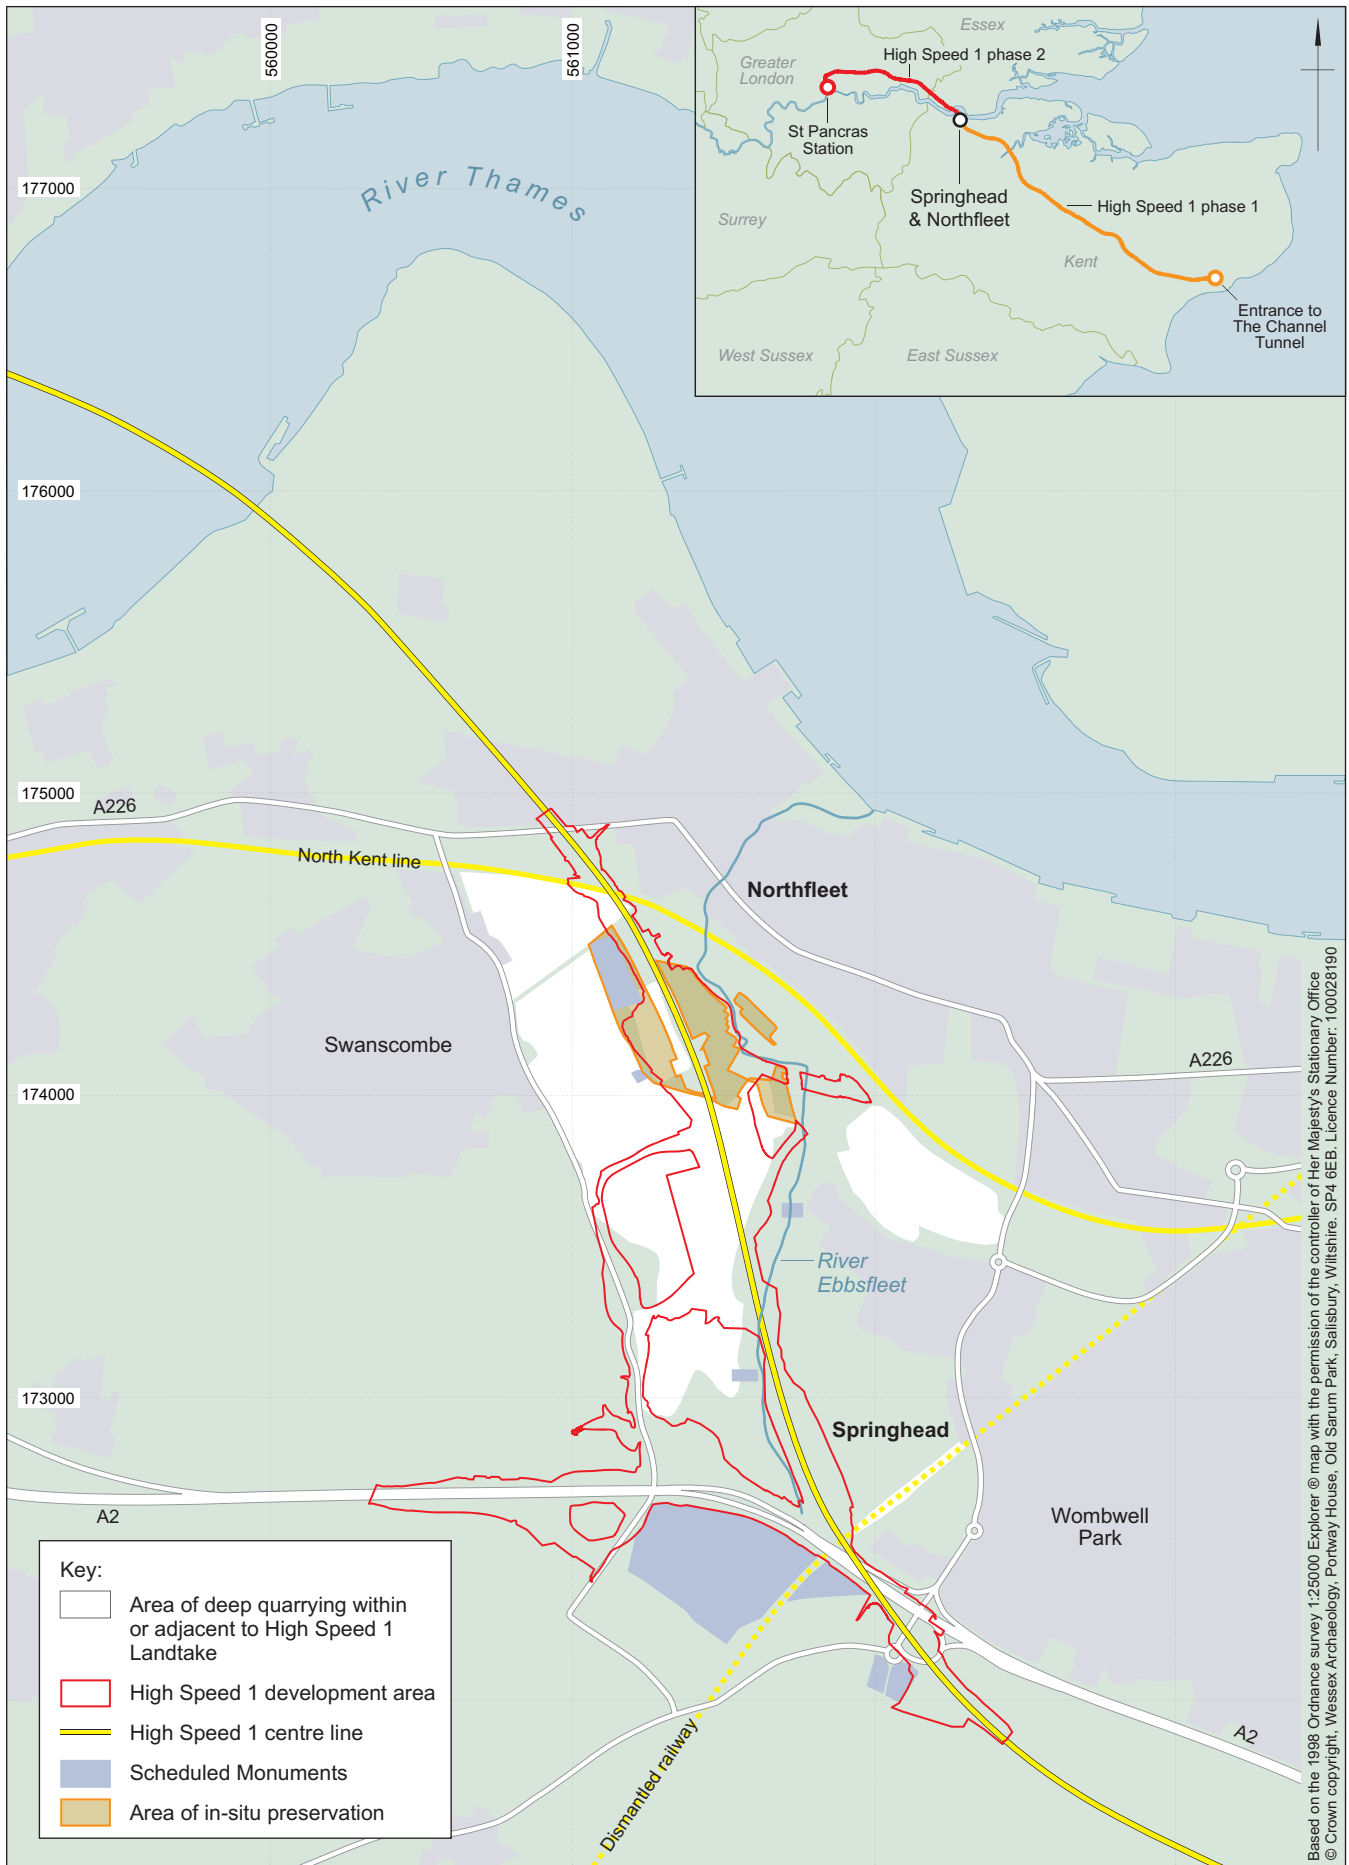 560000
561000
177000
176000
175000
174000
173000
River Thames
Essex
Greater
London
High Speed 1 phase 2
St Pancras
Station
Springhead
& Northfleet
High Speed 1 phase 1
Surrey
Kent
Entrance to
The Channel
Tunnel
West Sussex
East Sussex
A226
North Kent line
Northfleet
Swanscombe
A226
River
Ebbsfleet
Springhead
A2
Wombwell
Park
A2
Dismantled railway
Key:
Area of deep quarrying within
or adjacent to High Speed 1
Landtake
High Speed 1 development area
High Speed 1 centre line
Scheduled Monuments
Area of in-situ preservation
Based on the 1998 Ordnance survey 1:25000 Explorer ® map with the permission of the controller of Her Majesty's Stationary Office
© Crown copyright, Wessex Archaeology, Portway House, Old Sarum Park, Salisbury, Wiltshire. SP4 6EB. Licence Number: 100028190